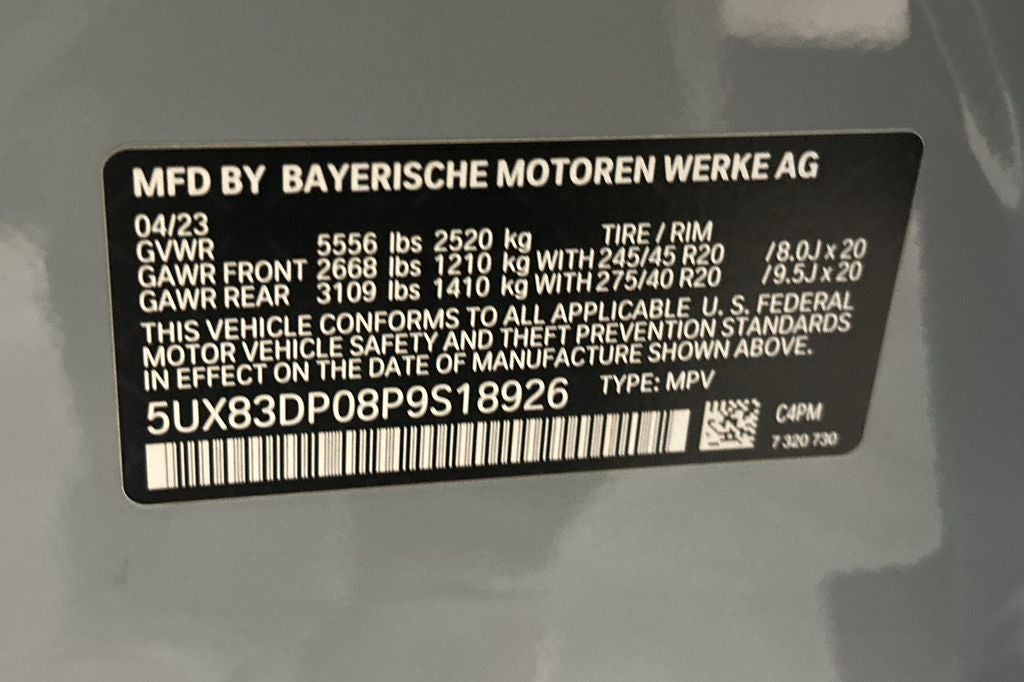 MFD BY BAYERISCHE MOTOREN WERKE AG
04/23 TIRE / RIM
GVWR 5556 lbs 2520 kg
GAWR FRONT 2668 lbs 1210 kg WITH 245/45 R20 /8.0J x 20
GAWR REAR 3109 lbs 1410 kg WITH 275/40 R20 /9.5J x 20
THIS VEHICLE CONFORMS TO ALL APPLICABLE U. S. FEDERAL
MOTOR VEHICLE SAFETY AND THEFT PREVENTION STANDARDS
IN EFFECT ON THE DATE OF MANUFACTURE SHOWN ABOVE.
5UX83DP08P9S18926 TYPE: MPV
C4PM
7 320 730